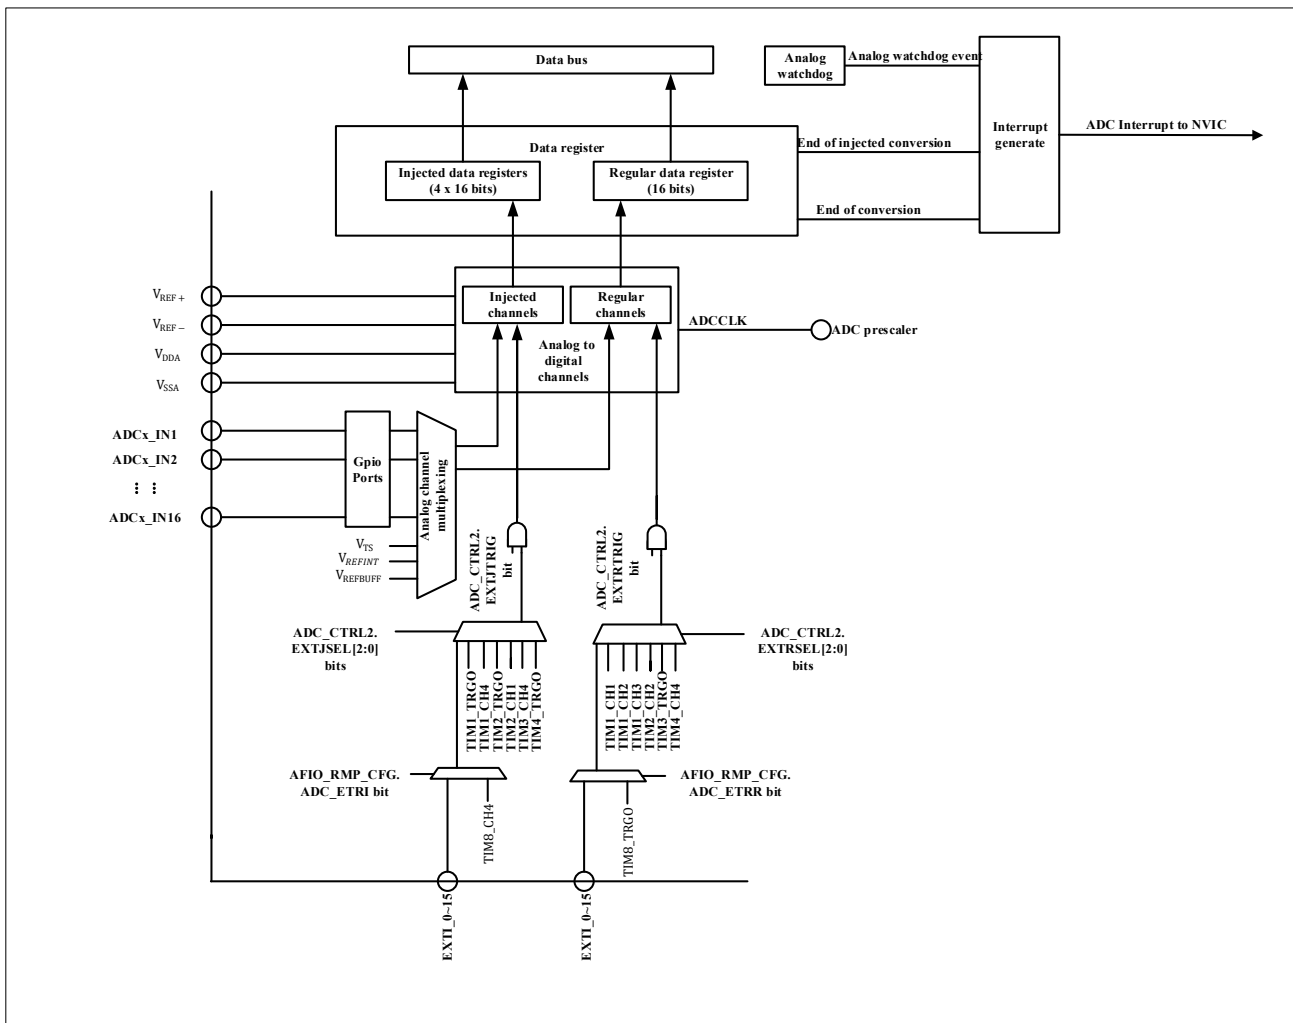 Data bus
Analog
watchdog
Analog watchdog event
Interrupt
generate
ADC Interrupt to NVIC
Data register
End of injected conversion
Injected data registers
(4 x 16 bits)
Regular data register
(16 bits)
End of conversion
VREF+
VREF−
VDDA
VSSA
Injected
channels
Regular
channels
Analog to
digital
channels
ADCCLK
ADC prescaler
ADCx_IN1
ADCx_IN2
ADCx_IN16
Gpio
Ports
Analog channel
multiplexing
VTS
VREFINT
VREFBUFF
ADC_CTRL2.
EXTJTRIG
bit
ADC_CTRL2.
EXTRTRIG
bit
ADC_CTRL2.
EXTJSEL[2:0]
bits
ADC_CTRL2.
EXTRSEL[2:0]
bits
TIM1_TRGO
TIM1_CH4
TIM2_TRGO
TIM2_CH1
TIM3_CH4
TIM4_TRGO
TIM1_CH1
TIM1_CH2
TIM1_CH3
TIM2_CH2
TIM3_TRGO
TIM4_CH4
AFIO_RMP_CFG.
ADC_ETRI bit
AFIO_RMP_CFG.
ADC_ETRR bit
TIM8_CH4
TIM8_TRGO
EXTI_0~15
EXTI_0~15